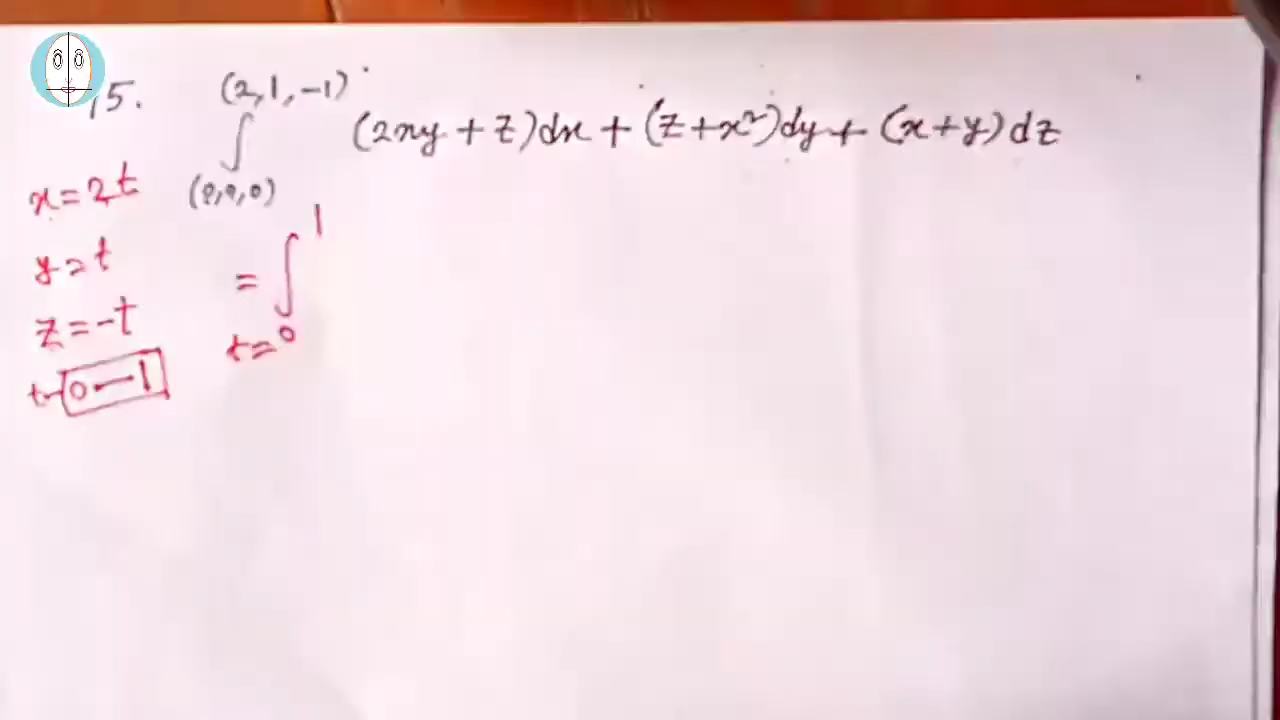 15.
(2,1,-1)
∫ (2xy + z)dx + (z+x²)dy + (x+y)dz
(0,0,0)
x=2t
y=t
z=-t
t-0—1
= ∫
1
t=0